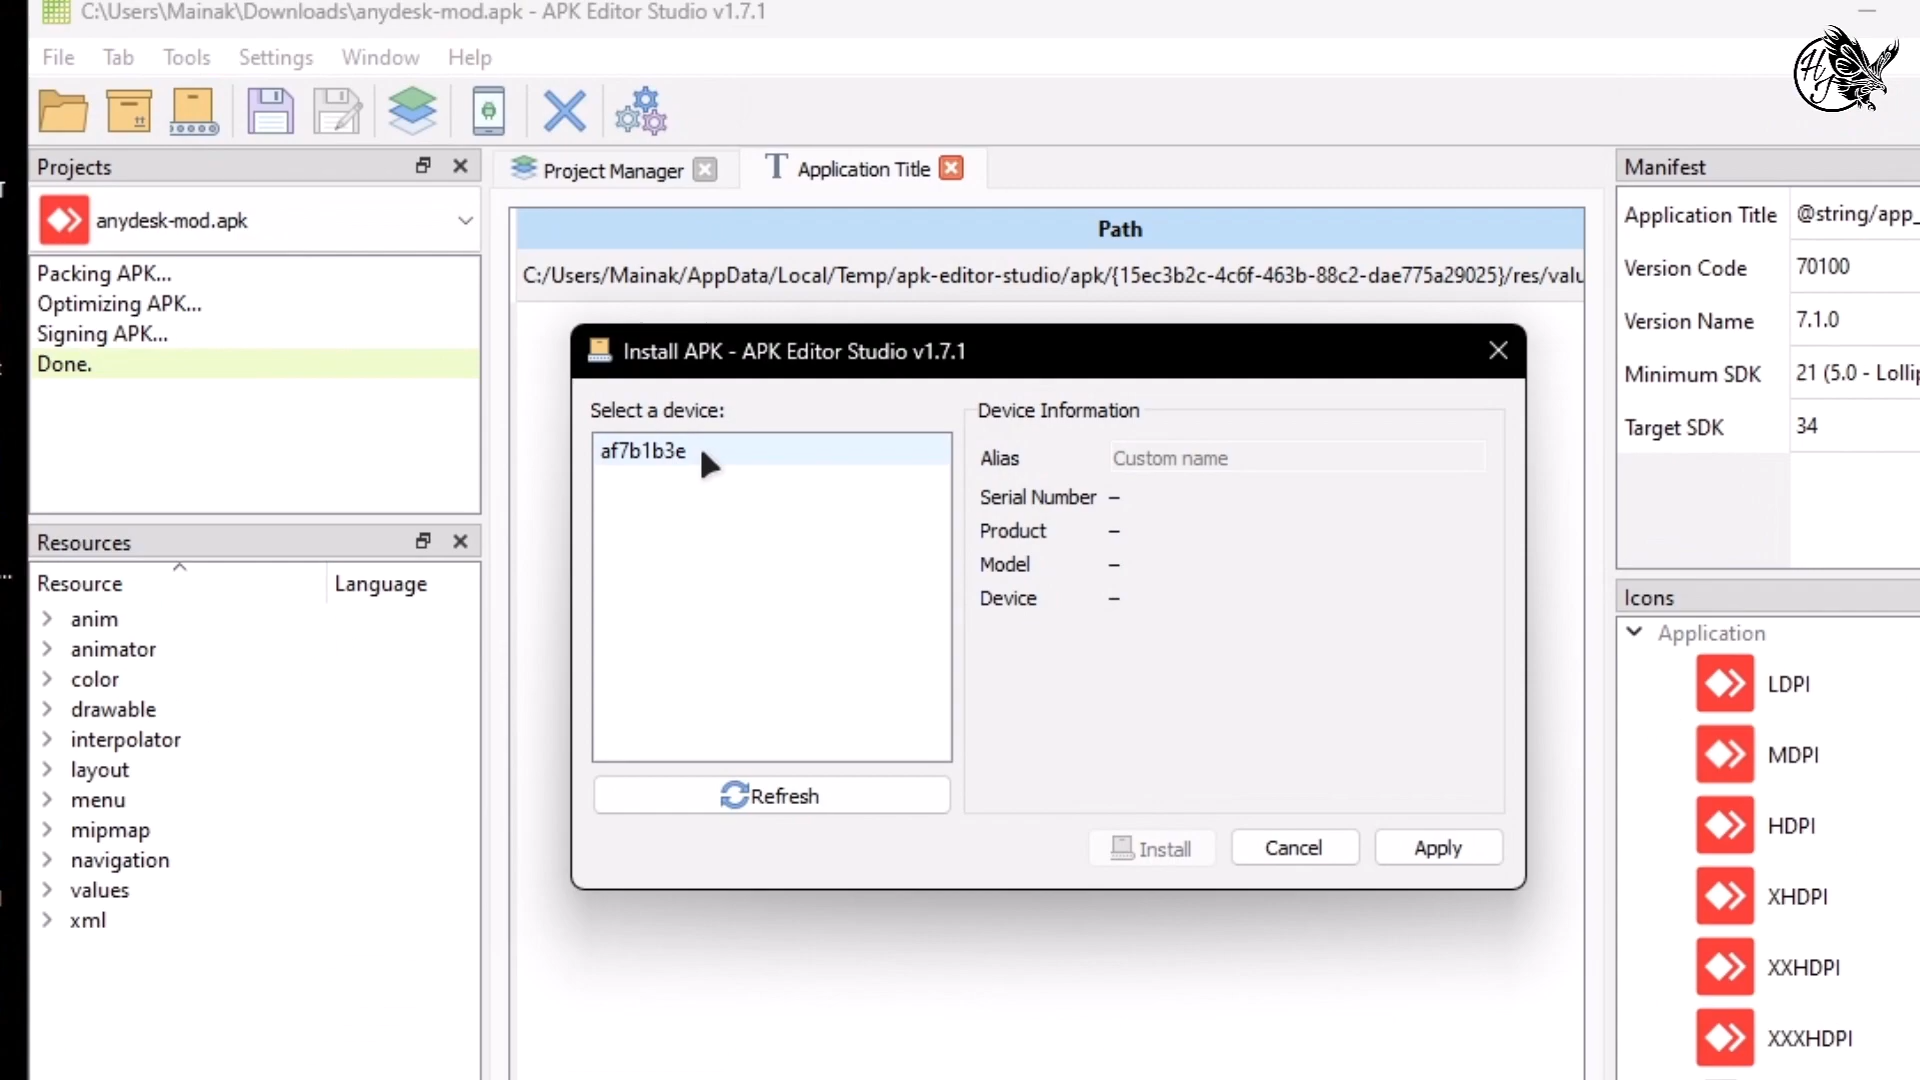 C:\Users\Mainak\Downloads\anydesk-mod.apk - APK Editor Studio v1.7.1
File Tab Tools Settings Window Help
HJ
Projects
anydesk-mod.apk
Packing APK...
Optimizing APK...
Signing APK...
Done.
Resources
Resource Language
anim
animator
color
drawable
interpolator
layout
menu
mipmap
navigation
values
xml
Project Manager
Application Title
Path
C:/Users/Mainak/AppData/Local/Temp/apk-editor-studio/apk/{15ec3b2c-4c6f-463b-88c2-dae775a29025}/res/valu
Install APK - APK Editor Studio v1.7.1
Select a device:
af7b1b3e
Refresh
Device Information
Alias Custom name
Serial Number –
Product –
Model –
Device –
Install Cancel Apply
Manifest
Application Title @string/app_
Version Code 70100
Version Name 7.1.0
Minimum SDK 21 (5.0 - Lollip
Target SDK 34
Icons
Application
LDPI
MDPI
HDPI
XHDPI
XXHDPI
XXXHDPI